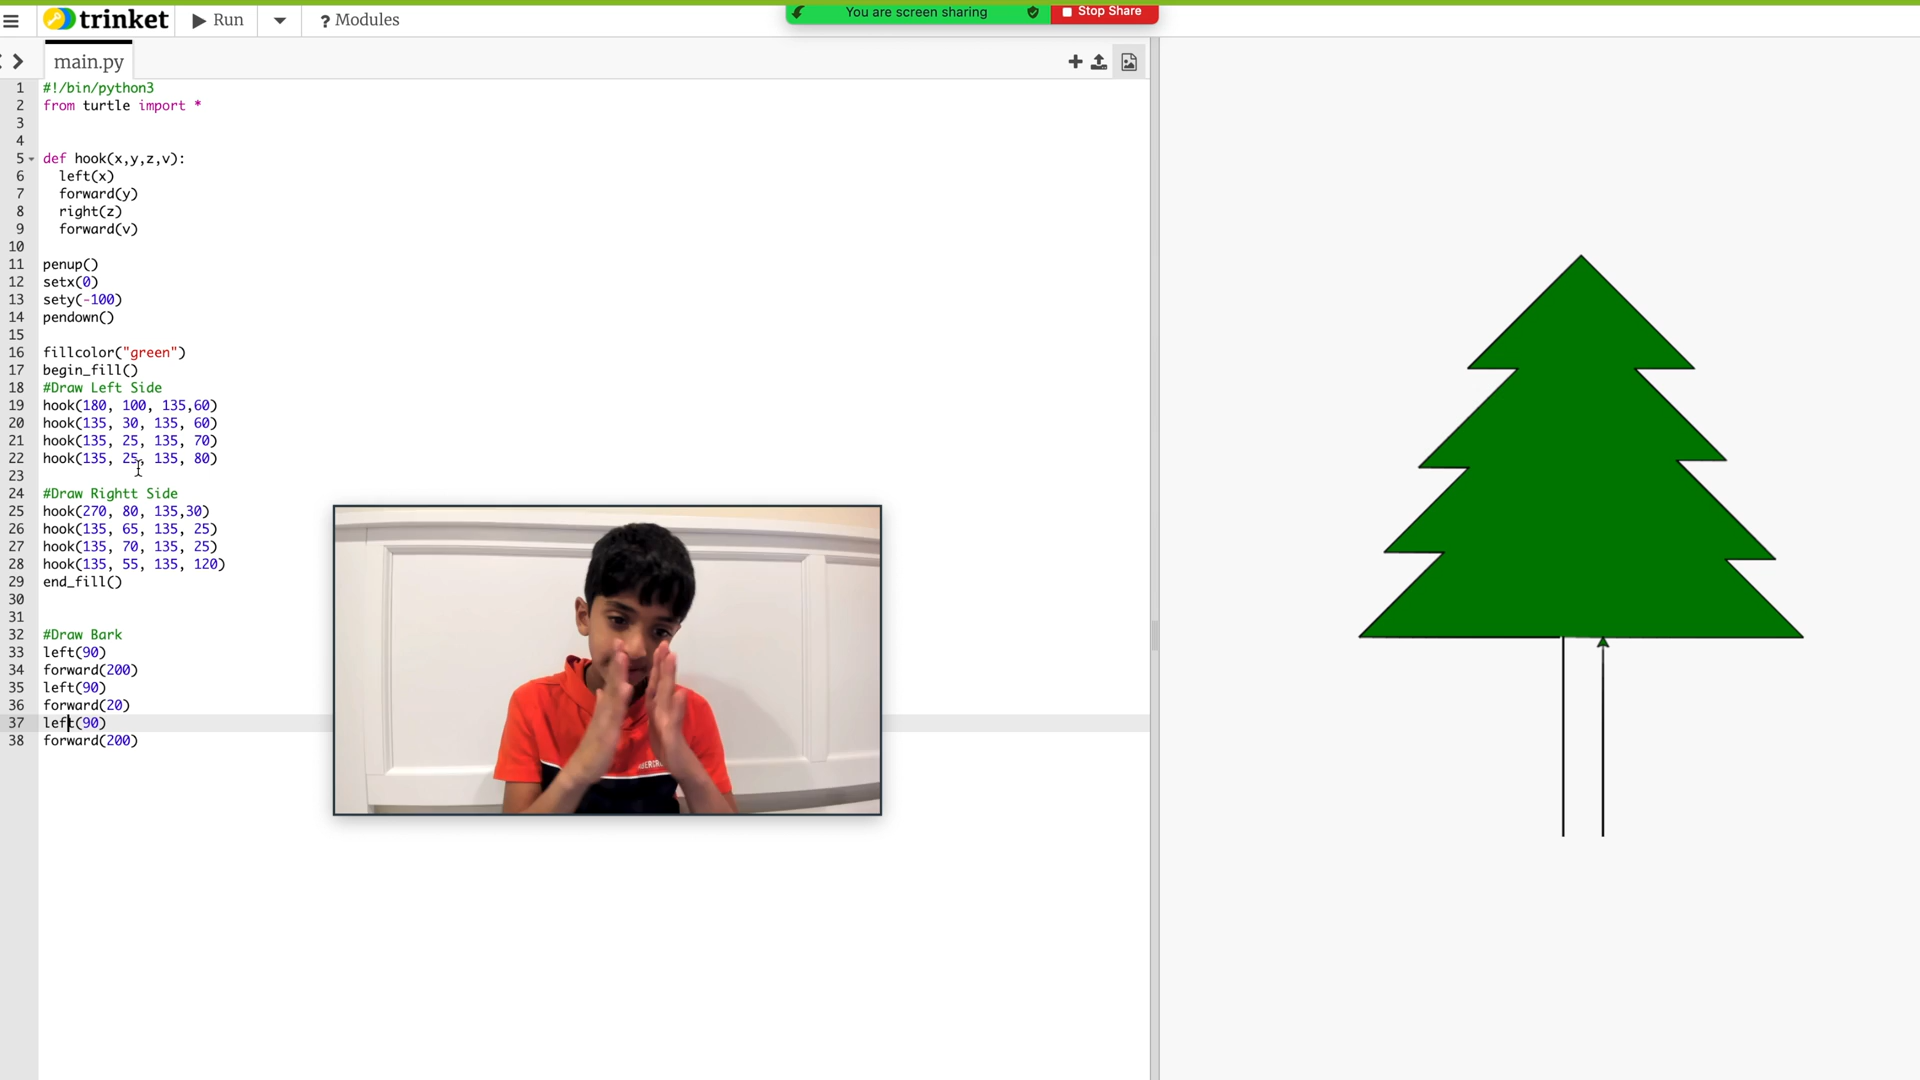 trinket
Run
? Modules
You are screen sharing
Stop Share
main.py
1 #!/bin/python3
2 from turtle import *
3
4
5 def hook(x,y,z,v):
6 left(x)
7 forward(y)
8 right(z)
9 forward(v)
10
11 penup()
12 setx(0)
13 sety(-100)
14 pendown()
15
16 fillcolor("green")
17 begin_fill()
18 #Draw Left Side
19 hook(180, 100, 135,60)
20 hook(135, 30, 135, 60)
21 hook(135, 25, 135, 70)
22 hook(135, 25, 135, 80)
23
24 #Draw Rightt Side
25 hook(270, 80, 135,30)
26 hook(135, 65, 135, 25)
27 hook(135, 70, 135, 25)
28 hook(135, 55, 135, 120)
29 end_fill()
30
31
32 #Draw Bark
33 left(90)
34 forward(200)
35 left(90)
36 forward(20)
37 left(90)
38 forward(200)